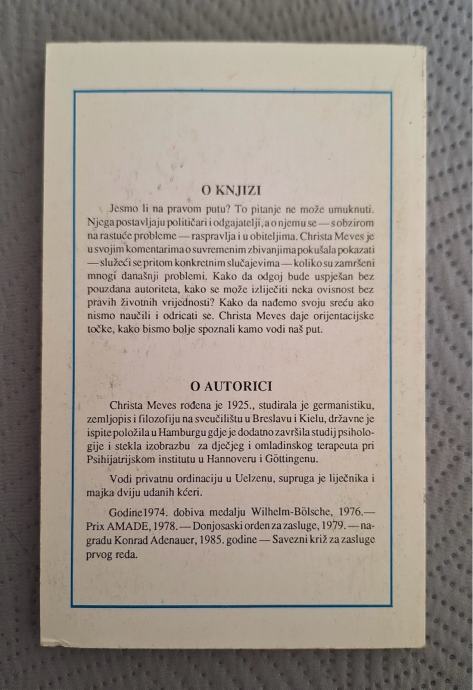 O KNJIZI
Jesmo li na pravom putu? To pitanje ne može umuknuti.
Njega postavljaju političari i odgajatelji, a o njemu se — s obzirom
na rastuće probleme — raspravlja i u obiteljima. Christa Meves je
u svojim komentarima o suvremenim zbivanjima pokušala pokazati
— služeći se pritom konkretnim slučajevima — koliko su zamršeni
mnogi današnji problemi. Kako da odgoj bude uspješan bez
pouzdana autoriteta, kako se može izliječiti neka ovisnost bez
pravih životnih vrijednosti? Kako da nađemo svoju sreću ako
nismo naučili i odricati se. Christa Meves daje orijentacijske
točke, kako bismo bolje spoznali kamo vodi naš put.
O AUTORICI
Christa Meves rođena je 1925., studirala je germanistiku,
zemljopis i filozofiju na sveučilištu u Breslavu i Kielu, državne je
ispite položila u Hamburgu gdje je dodatno završila studij psiholo-
gije i stekla izobrazbu za dječjeg i omladinskog terapeuta pri
Psihijatrijskom institutu u Hannoveru i Göttingenu.
Vodi privatnu ordinaciju u Uelzenu, supruga je liječnika i
majka dviju udanih kćeri.
Godine1974. dobiva medalju Wilhelm-Bölsche, 1976.—
Prix AMADE, 1978. — Donjosaski orden za zasluge, 1979. — na-
gradu Konrad Adenauer, 1985. godine — Savezni križ za zasluge
prvog reda.